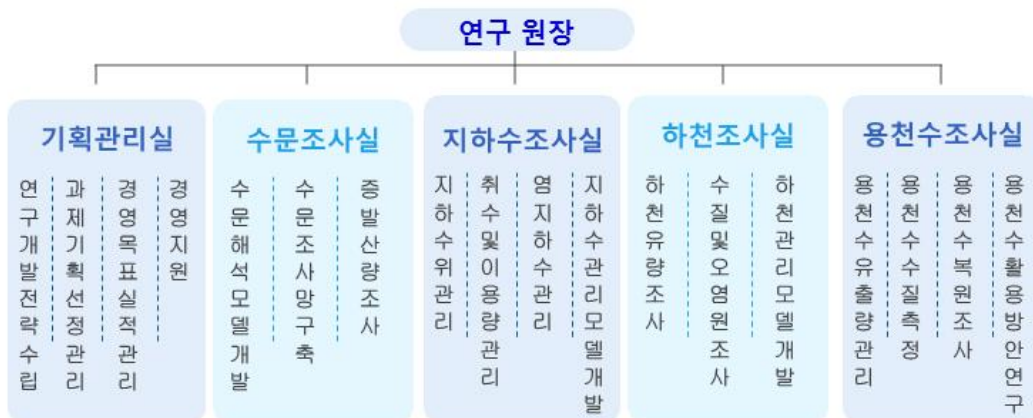 연구 원장
기획관리실
연구개발전략수립
과제기획선정관리
경영목표실적관리
경영지원
수문조사실
수문해석모델개발
수문조사망구축
증발산량조사
지하수조사실
지하수위관리
취수및이용량관리
염지하수관리
지하수관리모델개발
하천조사실
하천유량조사
수질및오염원조사
하천관리모델개발
용천수조사실
용천수유출량관리
용천수수질측정
용천수복원조사
용천수활용방안연구